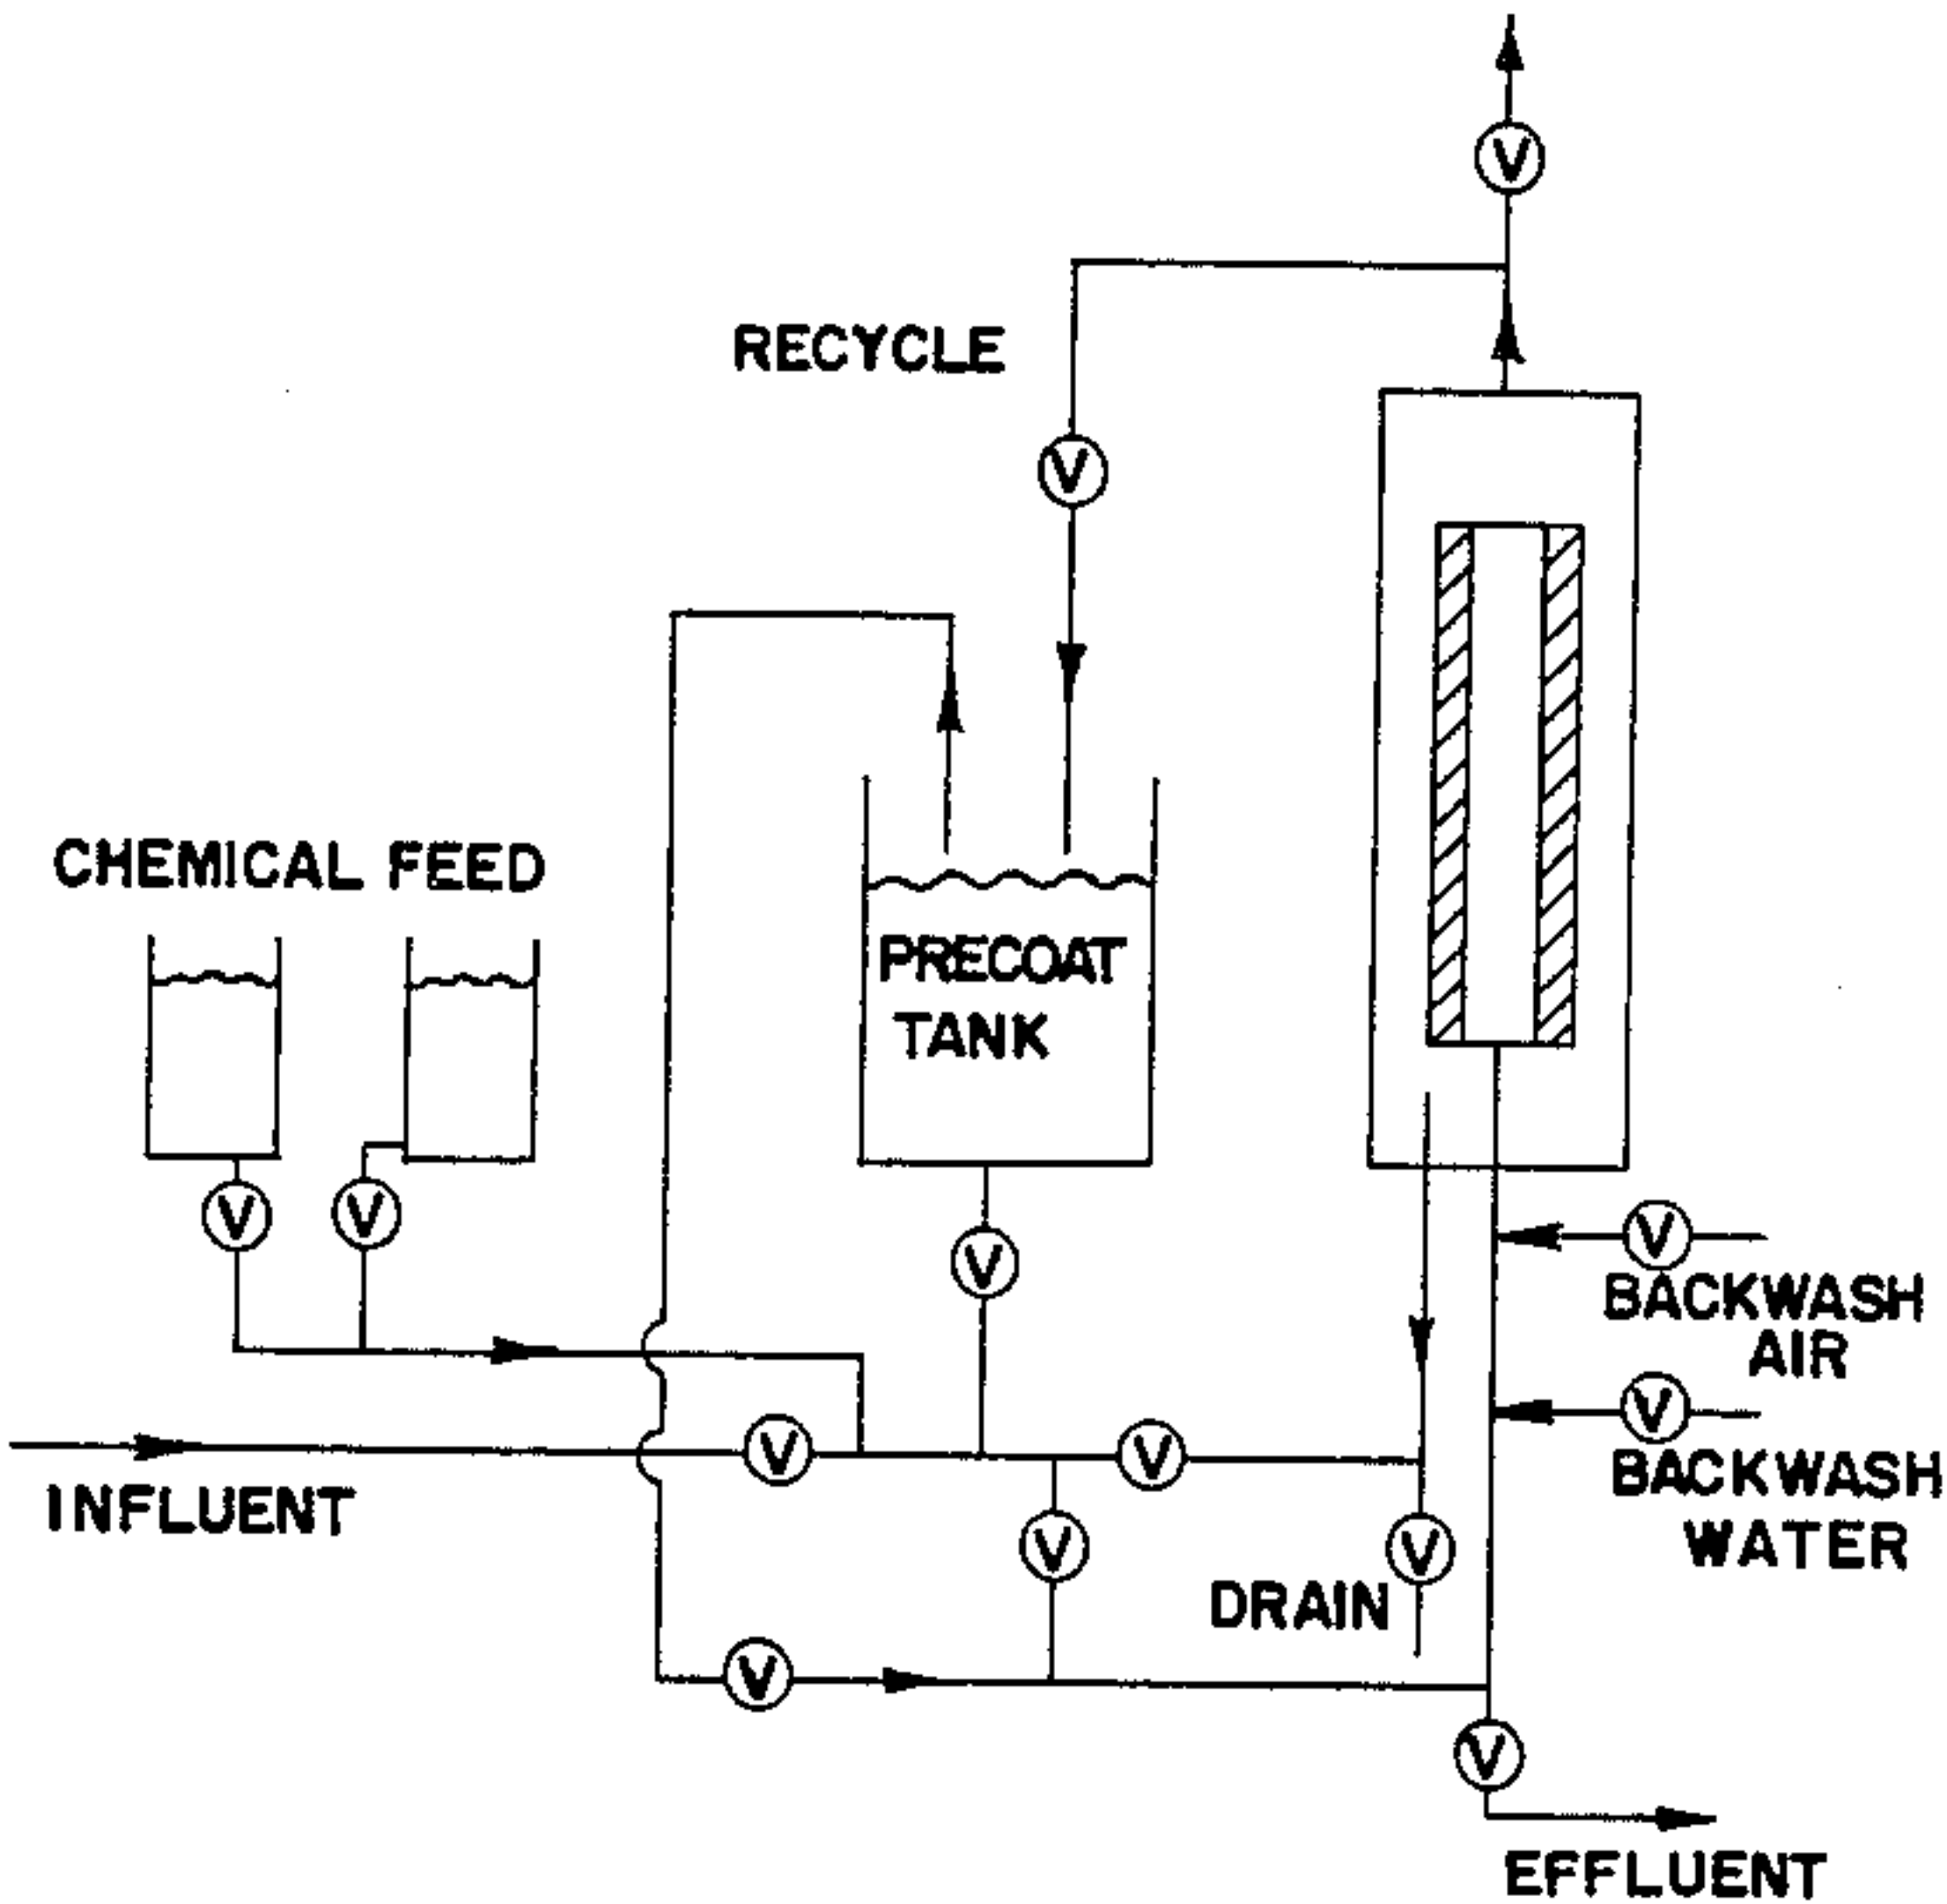 V
RECYCLE
V
CHEMICAL FEED
PRECOAT
TANK
V
V
V
V
BACKWASH
AIR
V
BACKWASH
WATER
V
V
INFLUENT
V
V
DRAIN
V
V
EFFLUENT